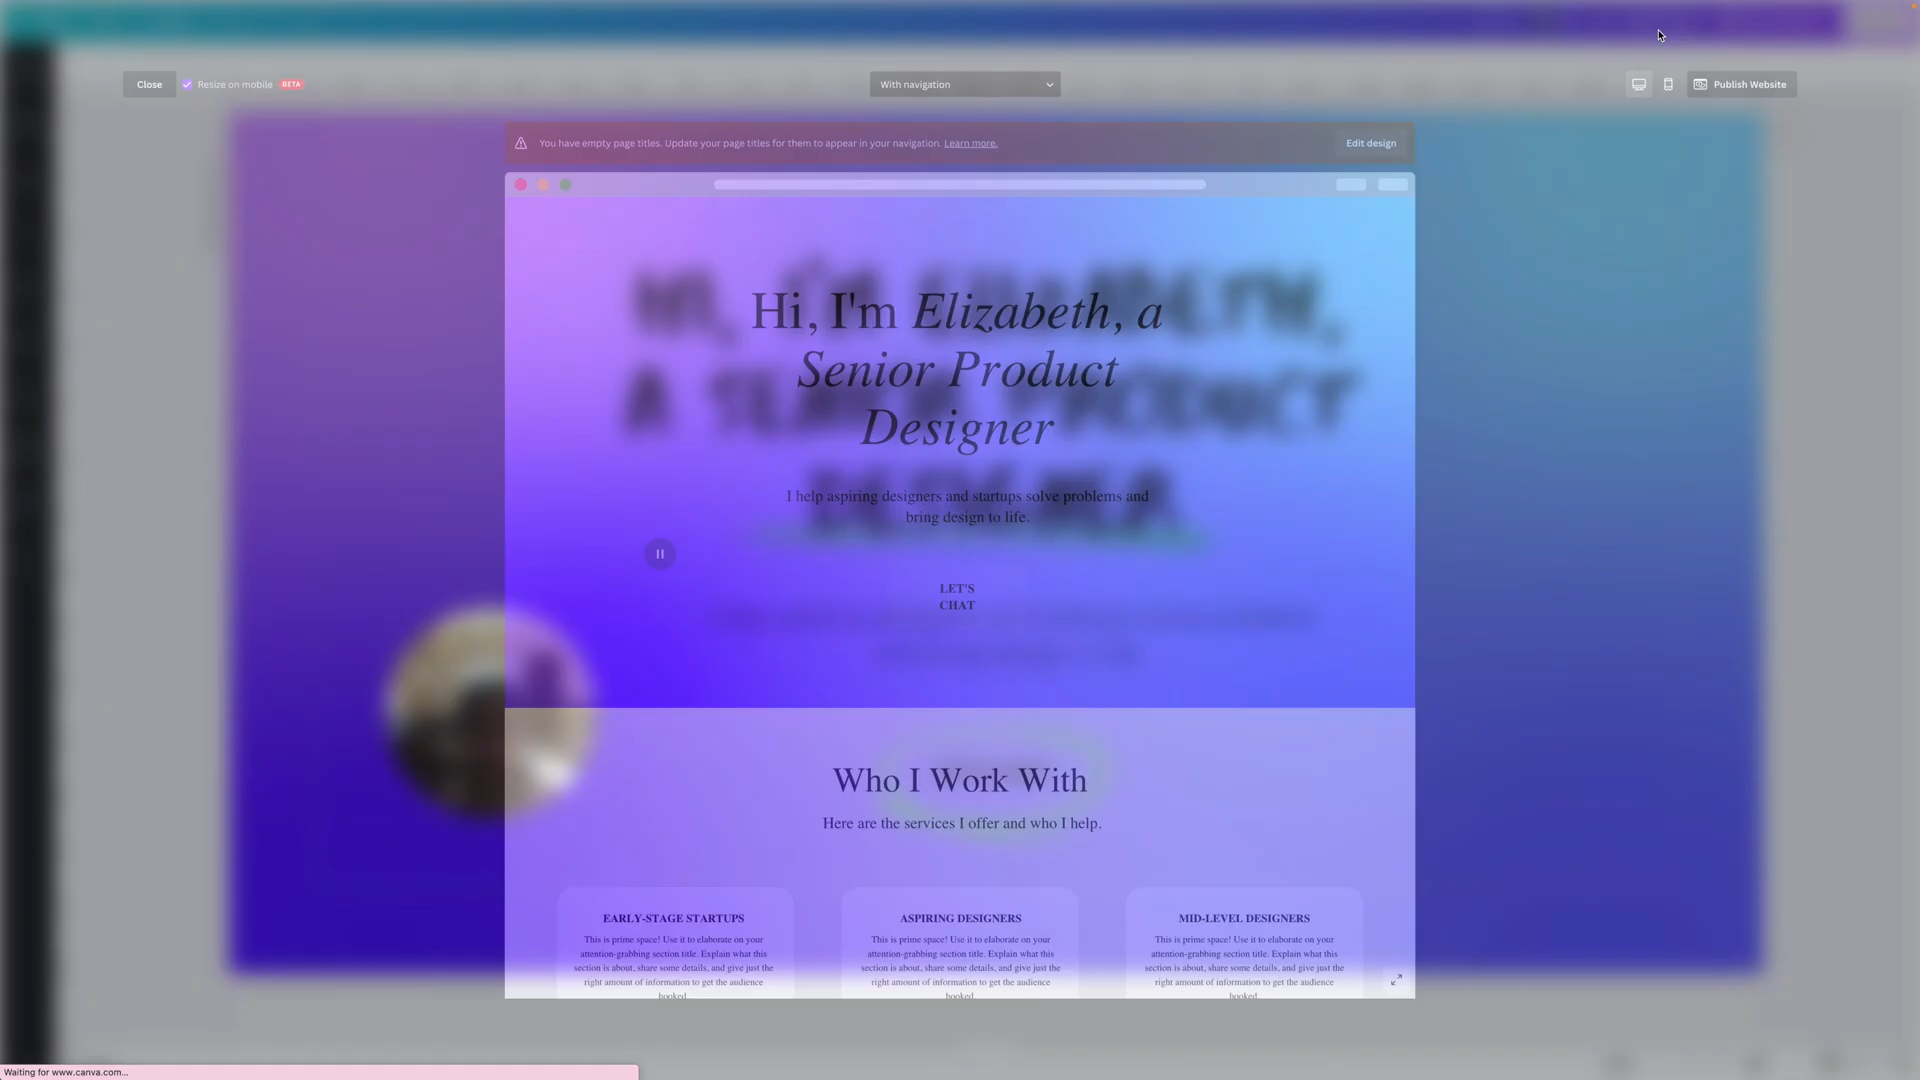 Close
Resize on mobile BETA
With navigation
Publish Website
You have empty page titles. Update your page titles for them to appear in your navigation. Learn more.
Edit design
Hi, I'm Elizabeth, a
Senior Product
Designer
I help aspiring designers and startups solve problems and
bring design to life.
LET'S
CHAT
Who I Work With
Here are the services I offer and who I help.
EARLY-STAGE STARTUPS
This is prime space! Use it to elaborate on your
attention-grabbing section title. Explain what this
section is about, share some details, and give just the
right amount of information to get the audience
hooked
ASPIRING DESIGNERS
This is prime space! Use it to elaborate on your
attention-grabbing section title. Explain what this
section is about, share some details, and give just the
right amount of information to get the audience
hooked
MID-LEVEL DESIGNERS
This is prime space! Use it to elaborate on your
attention-grabbing section title. Explain what this
section is about, share some details, and give just the
right amount of information to get the audience
hooked
Waiting for www.canva.com...